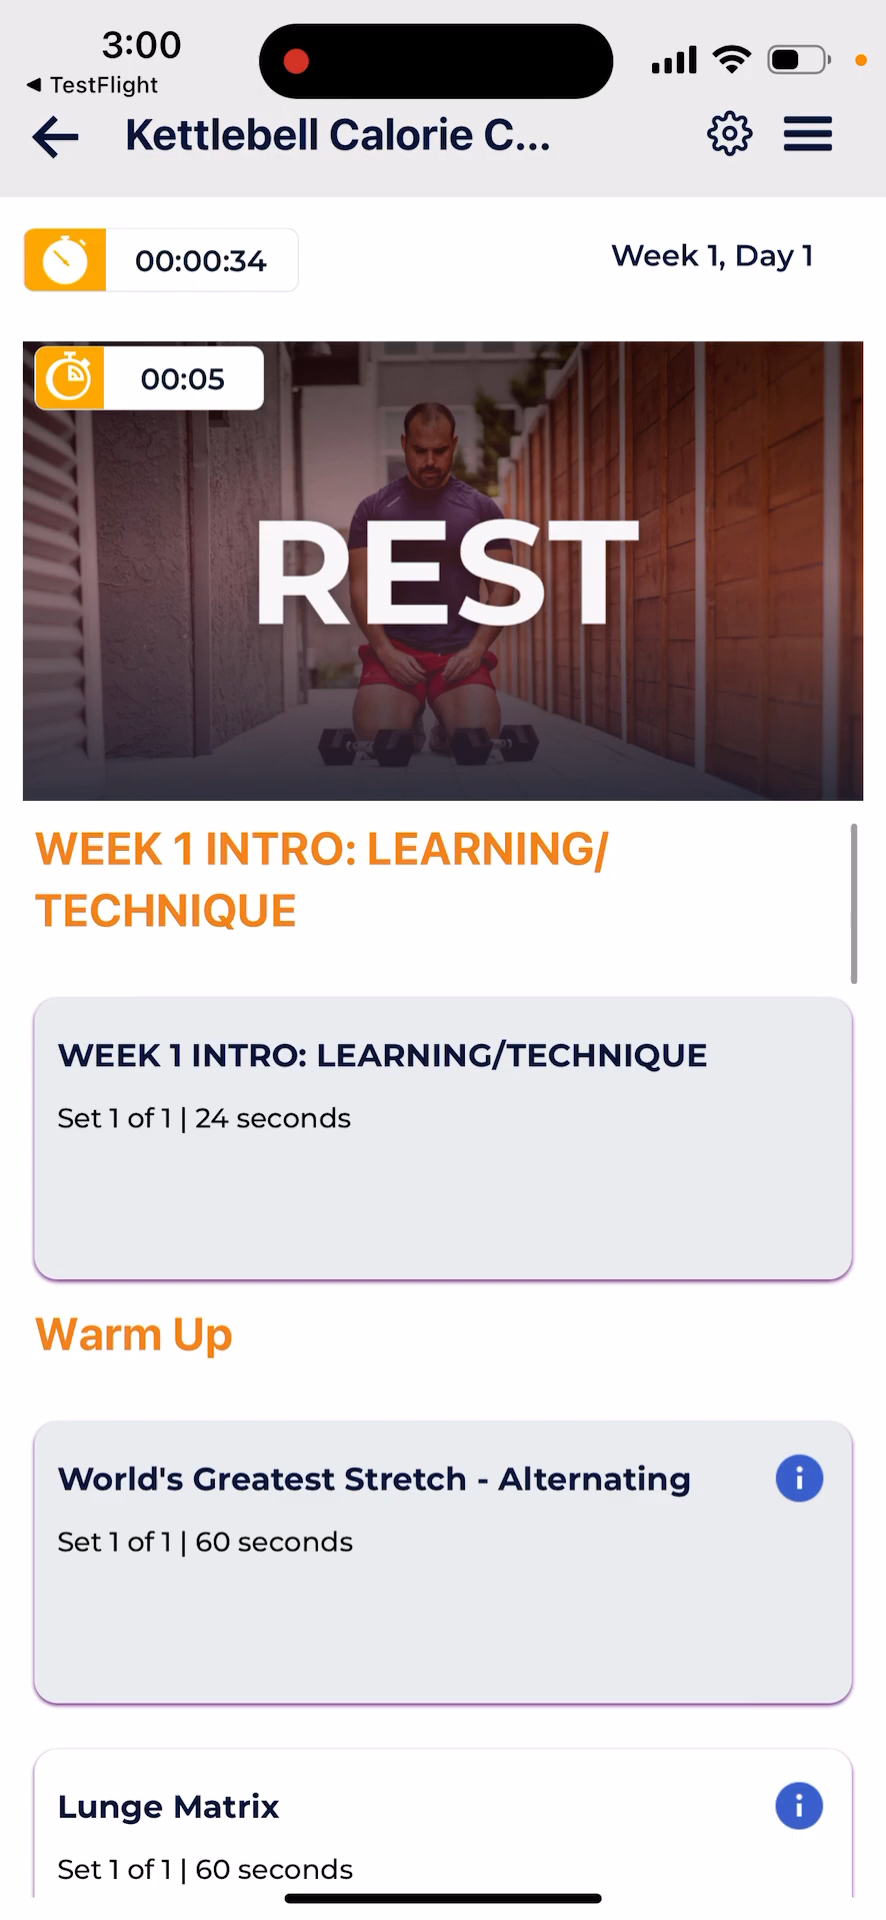 3:00
◀ TestFlight
Kettlebell Calorie C...
00:00:34
Week 1, Day 1
00:05
REST
WEEK 1 INTRO: LEARNING/
TECHNIQUE
WEEK 1 INTRO: LEARNING/TECHNIQUE
Set 1 of 1 | 24 seconds
Warm Up
World's Greatest Stretch - Alternating
Set 1 of 1 | 60 seconds
Lunge Matrix
Set 1 of 1 | 60 seconds